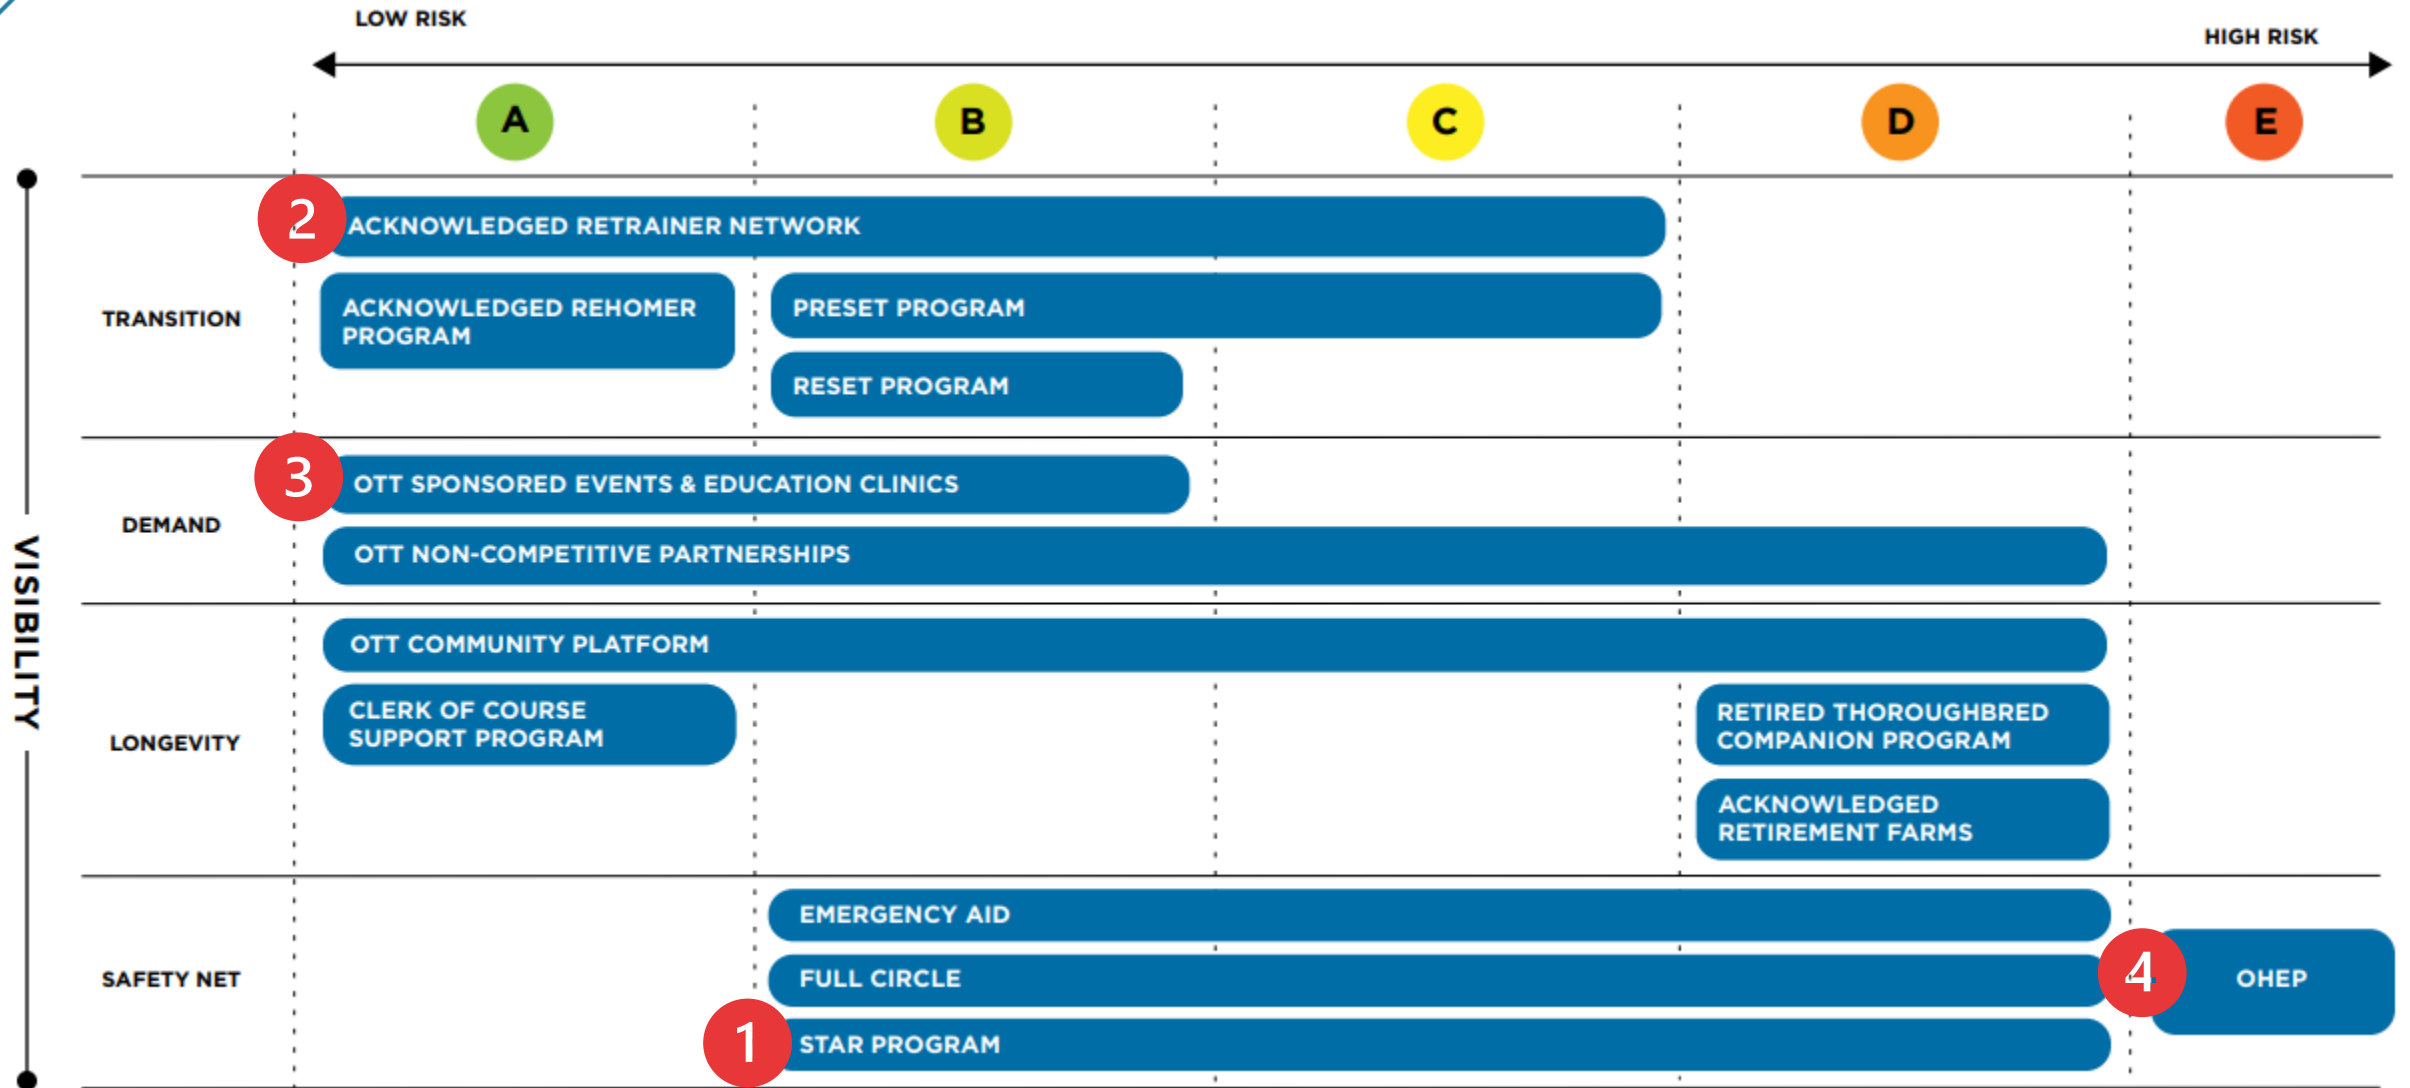 LOW RISK
HIGH RISK
A
B
C
D
E
VISIBILITY
TRANSITION
2
ACKNOWLEDGED RETRAINER NETWORK
ACKNOWLEDGED REHOMER
PROGRAM
PRESET PROGRAM
RESET PROGRAM
DEMAND
3
OTT SPONSORED EVENTS & EDUCATION CLINICS
OTT NON-COMPETITIVE PARTNERSHIPS
LONGEVITY
OTT COMMUNITY PLATFORM
CLERK OF COURSE
SUPPORT PROGRAM
RETIRED THOROUGHBRED
COMPANION PROGRAM
ACKNOWLEDGED
RETIREMENT FARMS
SAFETY NET
EMERGENCY AID
FULL CIRCLE
1
STAR PROGRAM
4
OHEP